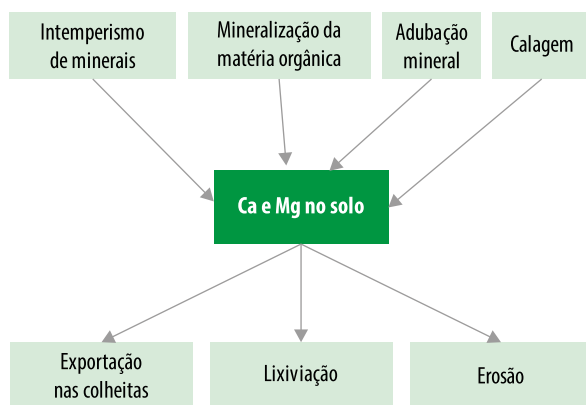 Intemperismo
de minerais
Mineralização da
matéria orgânica
Adubação
mineral
Calagem
Ca e Mg no solo
Exportação
nas colheitas
Lixiviação
Erosão